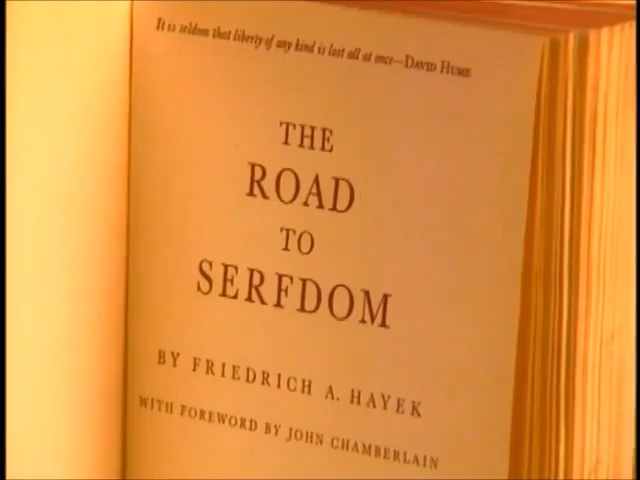 It is seldom that liberty of any kind is lost all at once—DAVID HUME
THE
ROAD
TO
SERFDOM
BY FRIEDRICH A. HAYEK
WITH FOREWORD BY JOHN CHAMBERLAIN